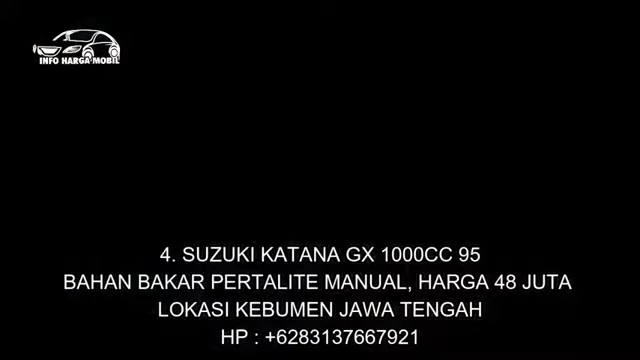 INFO HARGA MOBIL
4. SUZUKI KATANA GX 1000CC 95
BAHAN BAKAR PERTALITE MANUAL, HARGA 48 JUTA
LOKASI KEBUMEN JAWA TENGAH
HP : +6283137667921